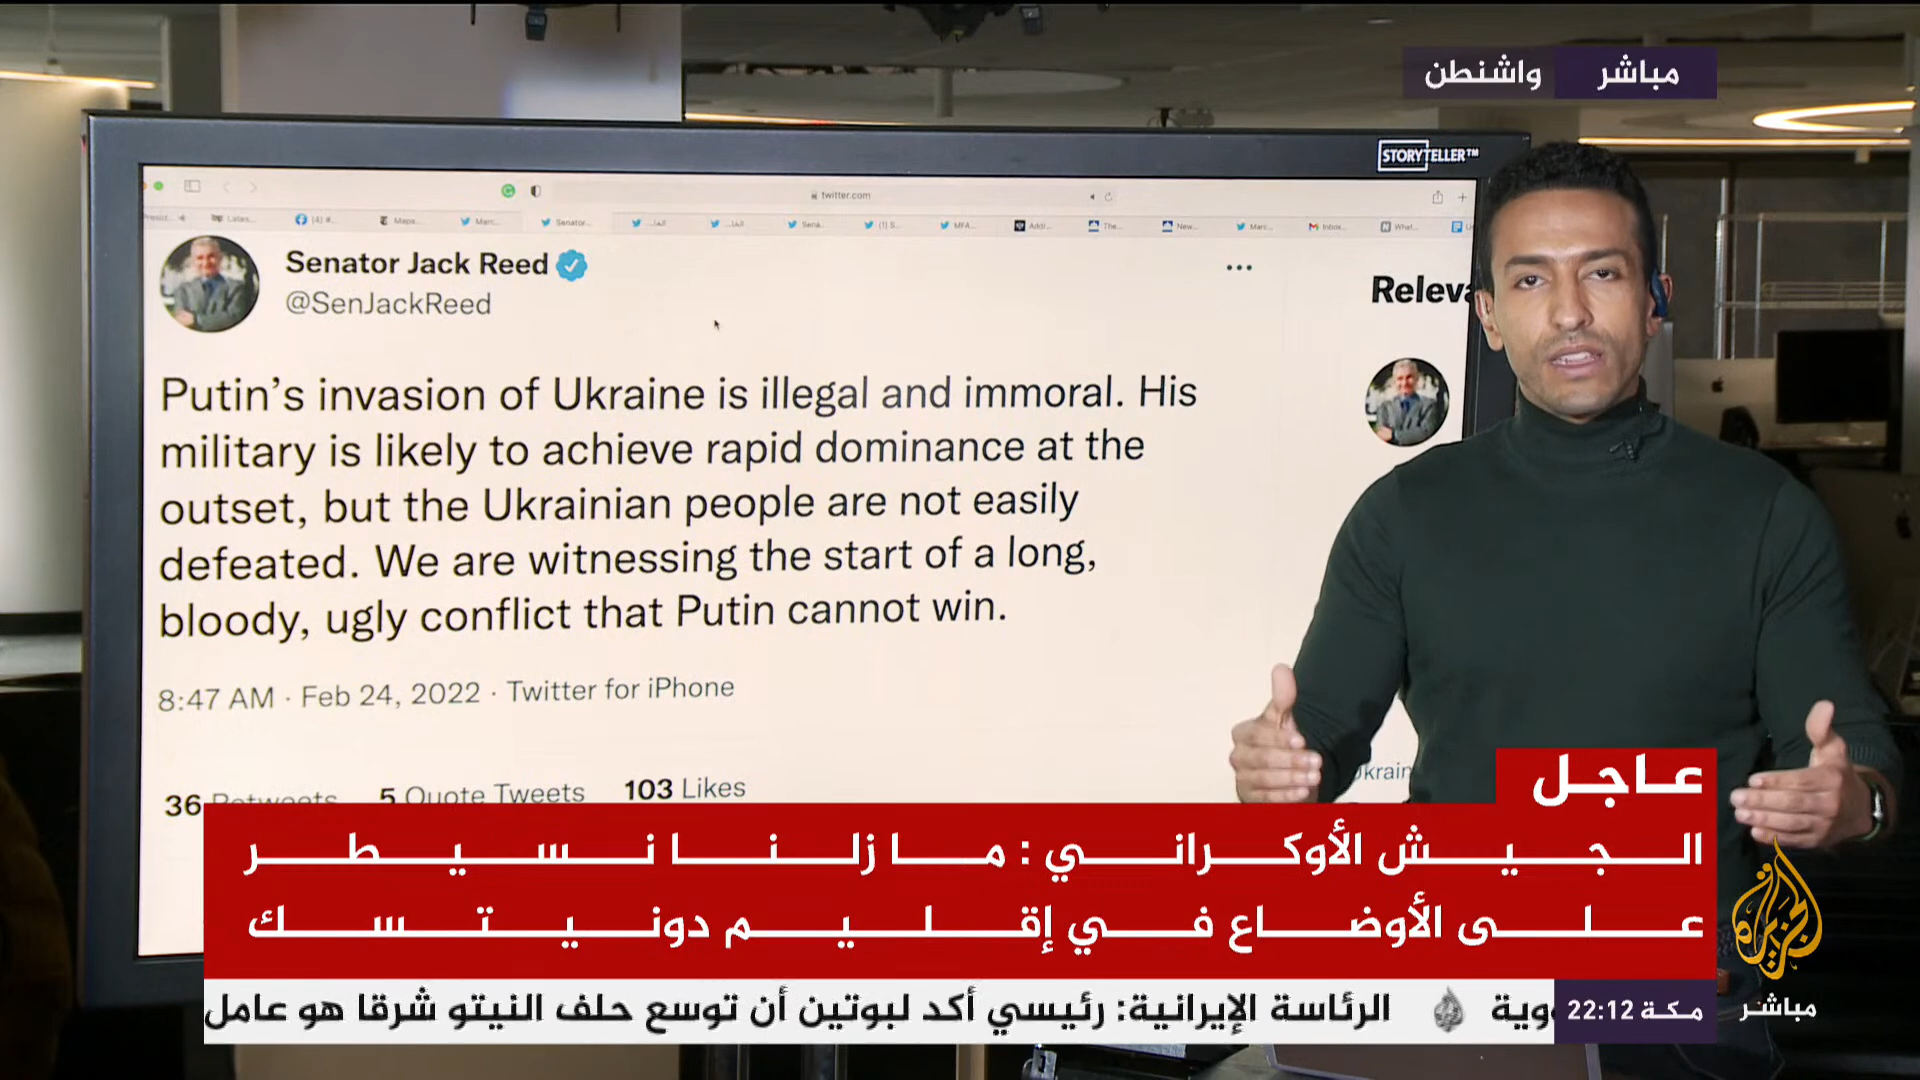 مباشر واشنطن
STORYTELLER™
twitter.com
Senator Jack Reed
@SenJackReed
Releva
Putin's invasion of Ukraine is illegal and immoral. His
military is likely to achieve rapid dominance at the
outset, but the Ukrainian people are not easily
defeated. We are witnessing the start of a long,
bloody, ugly conflict that Putin cannot win.
8:47 AM · Feb 24, 2022 · Twitter for iPhone
36 Retweets 5 Quote Tweets 103 Likes
عاجل
الجيش الأوكراني : ما زلنا نسيطر
على الأوضاع في إقليم دونيتسك
الجزيرة
مباشر
مكة 22:12
وية الرئاسة الإيرانية: رئيسي أكد لبوتين أن توسع حلف النيتو شرقا هو عامل